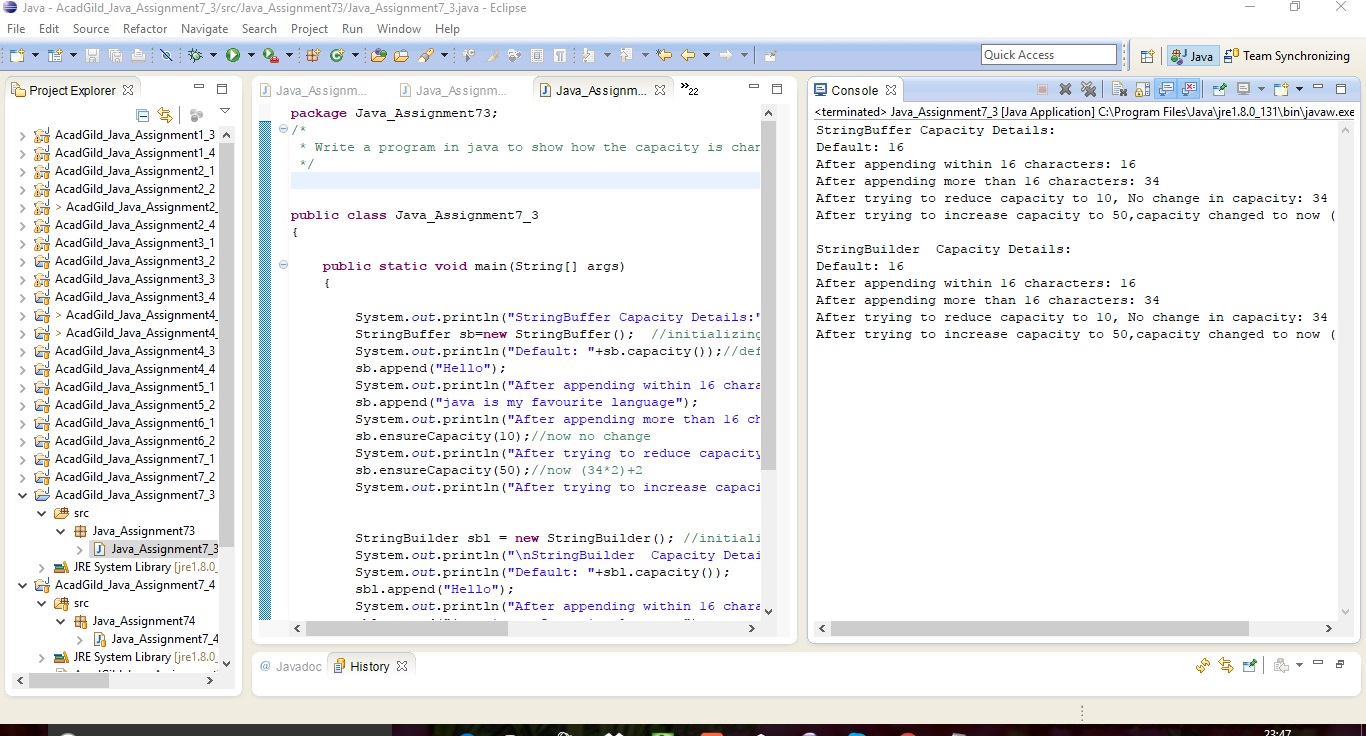 Java - AcadGild_Java_Assignment7_3/src/Java_Assignment73/Java_Assignment7_3.java - Eclipse
File Edit Source Refactor Navigate Search Project Run Window Help
Quick Access
Java
Team Synchronizing
Project Explorer
AcadGild_Java_Assignment1_3
AcadGild_Java_Assignment1_4
AcadGild_Java_Assignment2_1
AcadGild_Java_Assignment2_2
> AcadGild_Java_Assignment2_
AcadGild_Java_Assignment2_4
AcadGild_Java_Assignment3_1
AcadGild_Java_Assignment3_2
AcadGild_Java_Assignment3_3
AcadGild_Java_Assignment3_4
> AcadGild_Java_Assignment4_
> AcadGild_Java_Assignment4_
AcadGild_Java_Assignment4_3
AcadGild_Java_Assignment4_4
AcadGild_Java_Assignment5_1
AcadGild_Java_Assignment5_2
AcadGild_Java_Assignment6_1
AcadGild_Java_Assignment6_2
AcadGild_Java_Assignment7_1
AcadGild_Java_Assignment7_2
AcadGild_Java_Assignment7_3
src
Java_Assignment73
Java_Assignment7_3
JRE System Library [jre1.8.0_
AcadGild_Java_Assignment7_4
src
Java_Assignment74
Java_Assignment7_4
JRE System Library [jre1.8.0_
Java_Assignm...
Java_Assignm...
Java_Assignm...
»22
package Java_Assignment73;
/*
* Write a program in java to show how the capacity is char
*/
public class Java_Assignment7_3
{
public static void main(String[] args)
{
System.out.println("StringBuffer Capacity Details:"
StringBuffer sb=new StringBuffer(); //initializing
System.out.println("Default: "+sb.capacity());//def
sb.append("Hello");
System.out.println("After appending within 16 chara
sb.append("java is my favourite language");
System.out.println("After appending more than 16 ch
sb.ensureCapacity(10);//now no change
System.out.println("After trying to reduce capacity
sb.ensureCapacity(50);//now (34*2)+2
System.out.println("After trying to increase capaci
StringBuilder sbl = new StringBuilder(); //initiali
System.out.println("\nStringBuilder  Capacity Detai
System.out.println("Default: "+sbl.capacity());
sbl.append("Hello");
System.out.println("After appending within 16 chara
Console
<terminated> Java_Assignment7_3 [Java Application] C:\Program Files\Java\jre1.8.0_131\bin\javaw.exe
StringBuffer Capacity Details:
Default: 16
After appending within 16 characters: 16
After appending more than 16 characters: 34
After trying to reduce capacity to 10, No change in capacity: 34
After trying to increase capacity to 50,capacity changed to now (
StringBuilder  Capacity Details:
Default: 16
After appending within 16 characters: 16
After appending more than 16 characters: 34
After trying to reduce capacity to 10, No change in capacity: 34
After trying to increase capacity to 50,capacity changed to now (
@ Javadoc
History
23:47